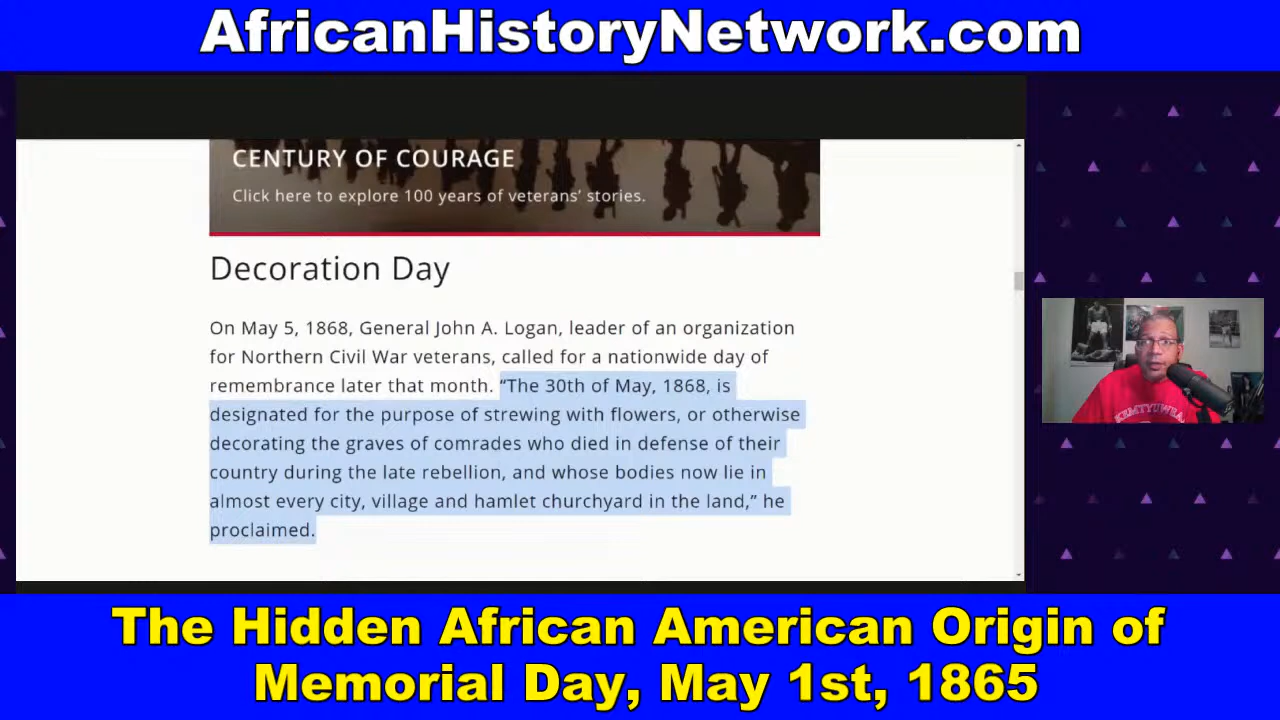 AfricanHistoryNetwork.com
CENTURY OF COURAGE
Click here to explore 100 years of veterans’ stories.
Decoration Day
On May 5, 1868, General John A. Logan, leader of an organization
for Northern Civil War veterans, called for a nationwide day of
remembrance later that month. “The 30th of May, 1868, is
designated for the purpose of strewing with flowers, or otherwise
decorating the graves of comrades who died in defense of their
country during the late rebellion, and whose bodies now lie in
almost every city, village and hamlet churchyard in the land,” he
proclaimed.
KEMTYUWEAR
The Hidden African American Origin of
Memorial Day, May 1st, 1865